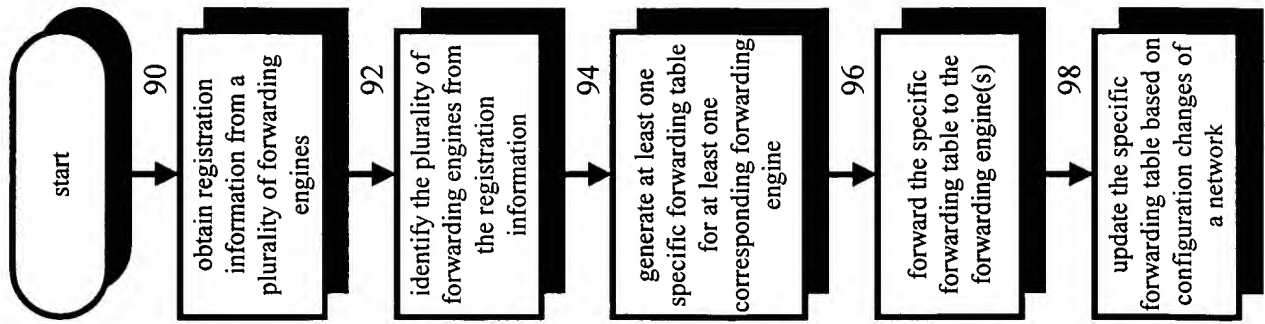 start
90
obtain registration
information from a
plurality of forwarding
engines
92
identify the plurality of
forwarding engines from
the registration
information
94
generate at least one
specific forwarding table
for at least one
corresponding forwarding
engine
96
forward the specific
forwarding table to the
forwarding engine(s)
98
update the specific
forwarding table based on
configuration changes of
a network